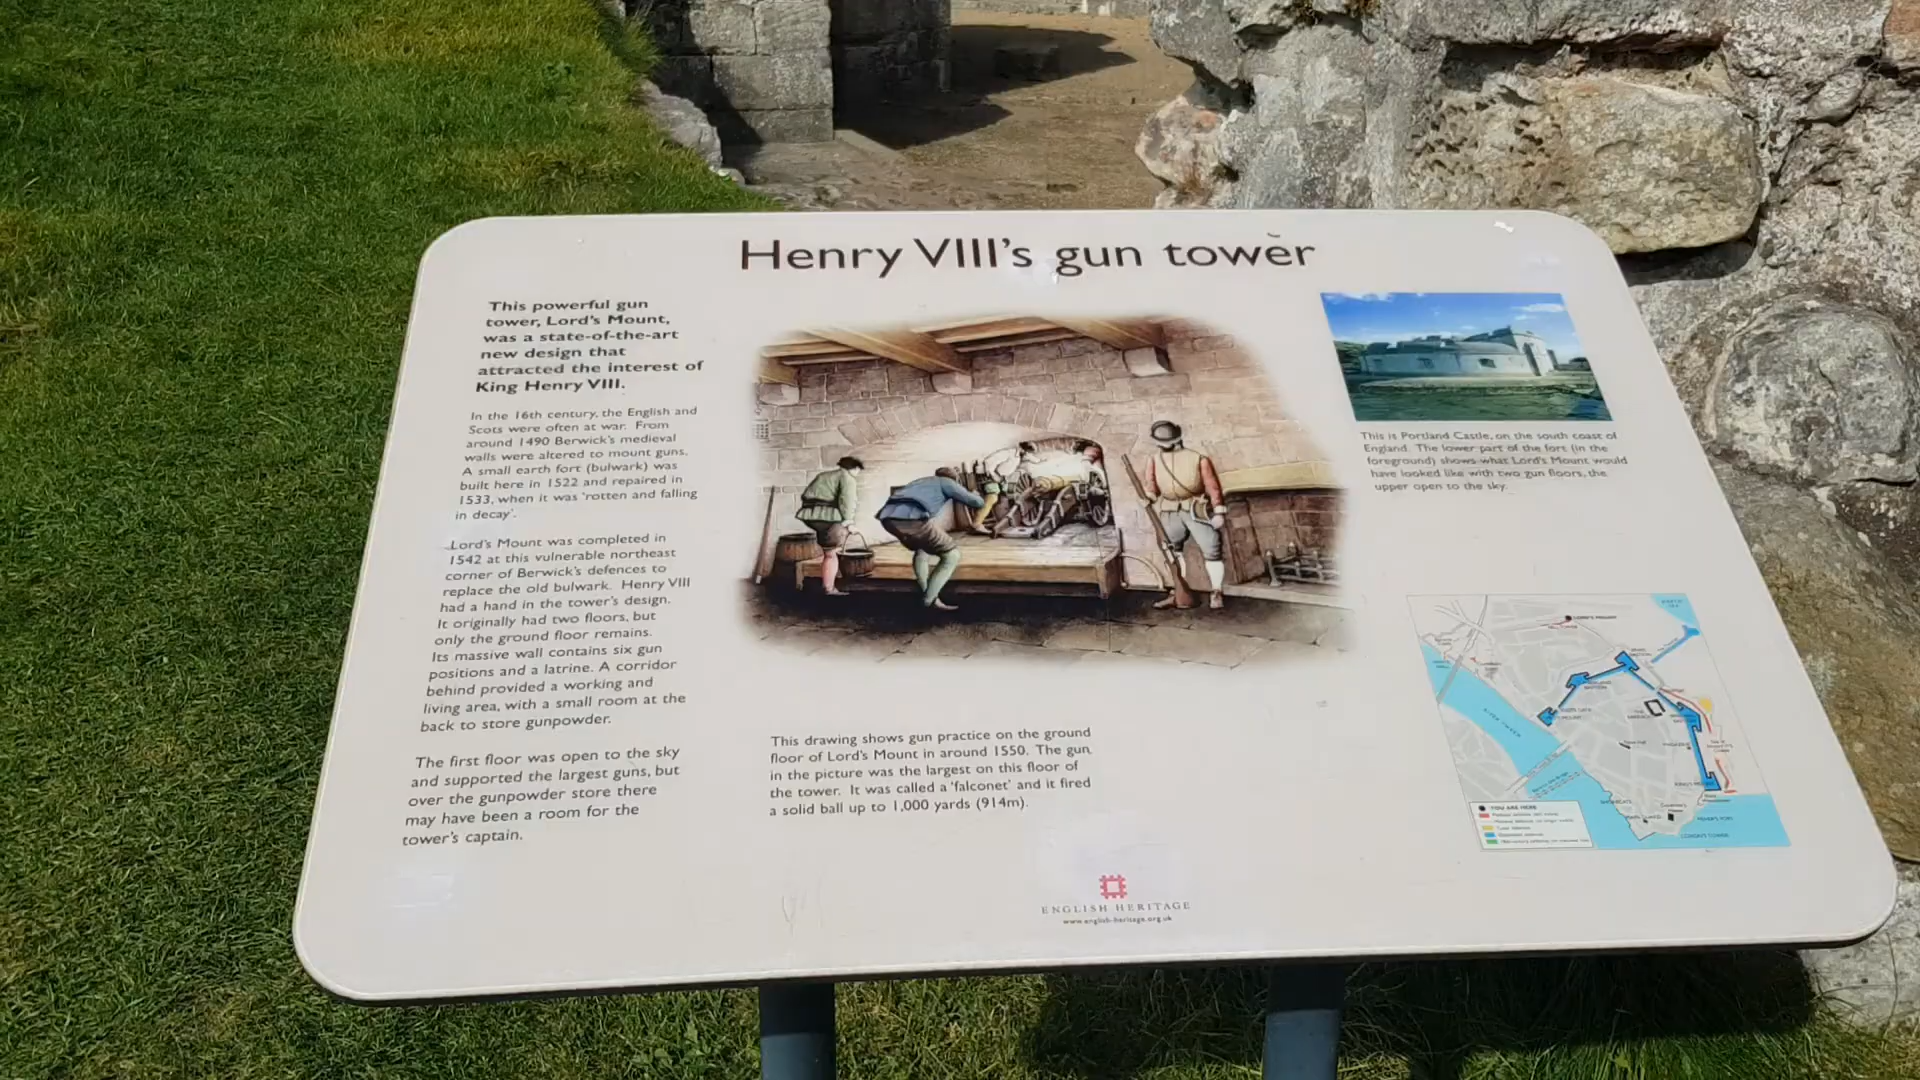 Henry VIII's gun tower
This powerful gun
tower, Lord's Mount,
was a state-of-the-art
new design that
attracted the interest of
King Henry VIII.
In the 16th century, the English and
Scots were often at war. From
around 1490 Berwick's medieval
walls were altered to mount guns.
A small earth fort (bulwark) was
built here in 1522 and repaired in
1533, when it was 'rotten and falling
in decay'.
Lord's Mount was completed in
1542 at this vulnerable northeast
corner of Berwick's defences to
replace the old bulwark. Henry VIII
had a hand in the tower's design.
It originally had two floors, but
only the ground floor remains.
Its massive wall contains six gun
positions and a latrine. A corridor
behind provided a working and
living area, with a small room at the
back to store gunpowder.
The first floor was open to the sky
and supported the largest guns, but
over the gunpowder store there
may have been a room for the
tower's captain.
This drawing shows gun practice on the ground
floor of Lord's Mount in around 1550. The gun
in the picture was the largest on this floor of
the tower. It was called a 'falconet' and it fired
a solid ball up to 1,000 yards (914m).
This is Portland Castle, on the south coast of
England. The lower part of the fort (in the
foreground) shows what Lord's Mount would
have looked like with two gun floors, the
upper open to the sky.
YOU ARE HERE
ENGLISH HERITAGE
www.english-heritage.org.uk